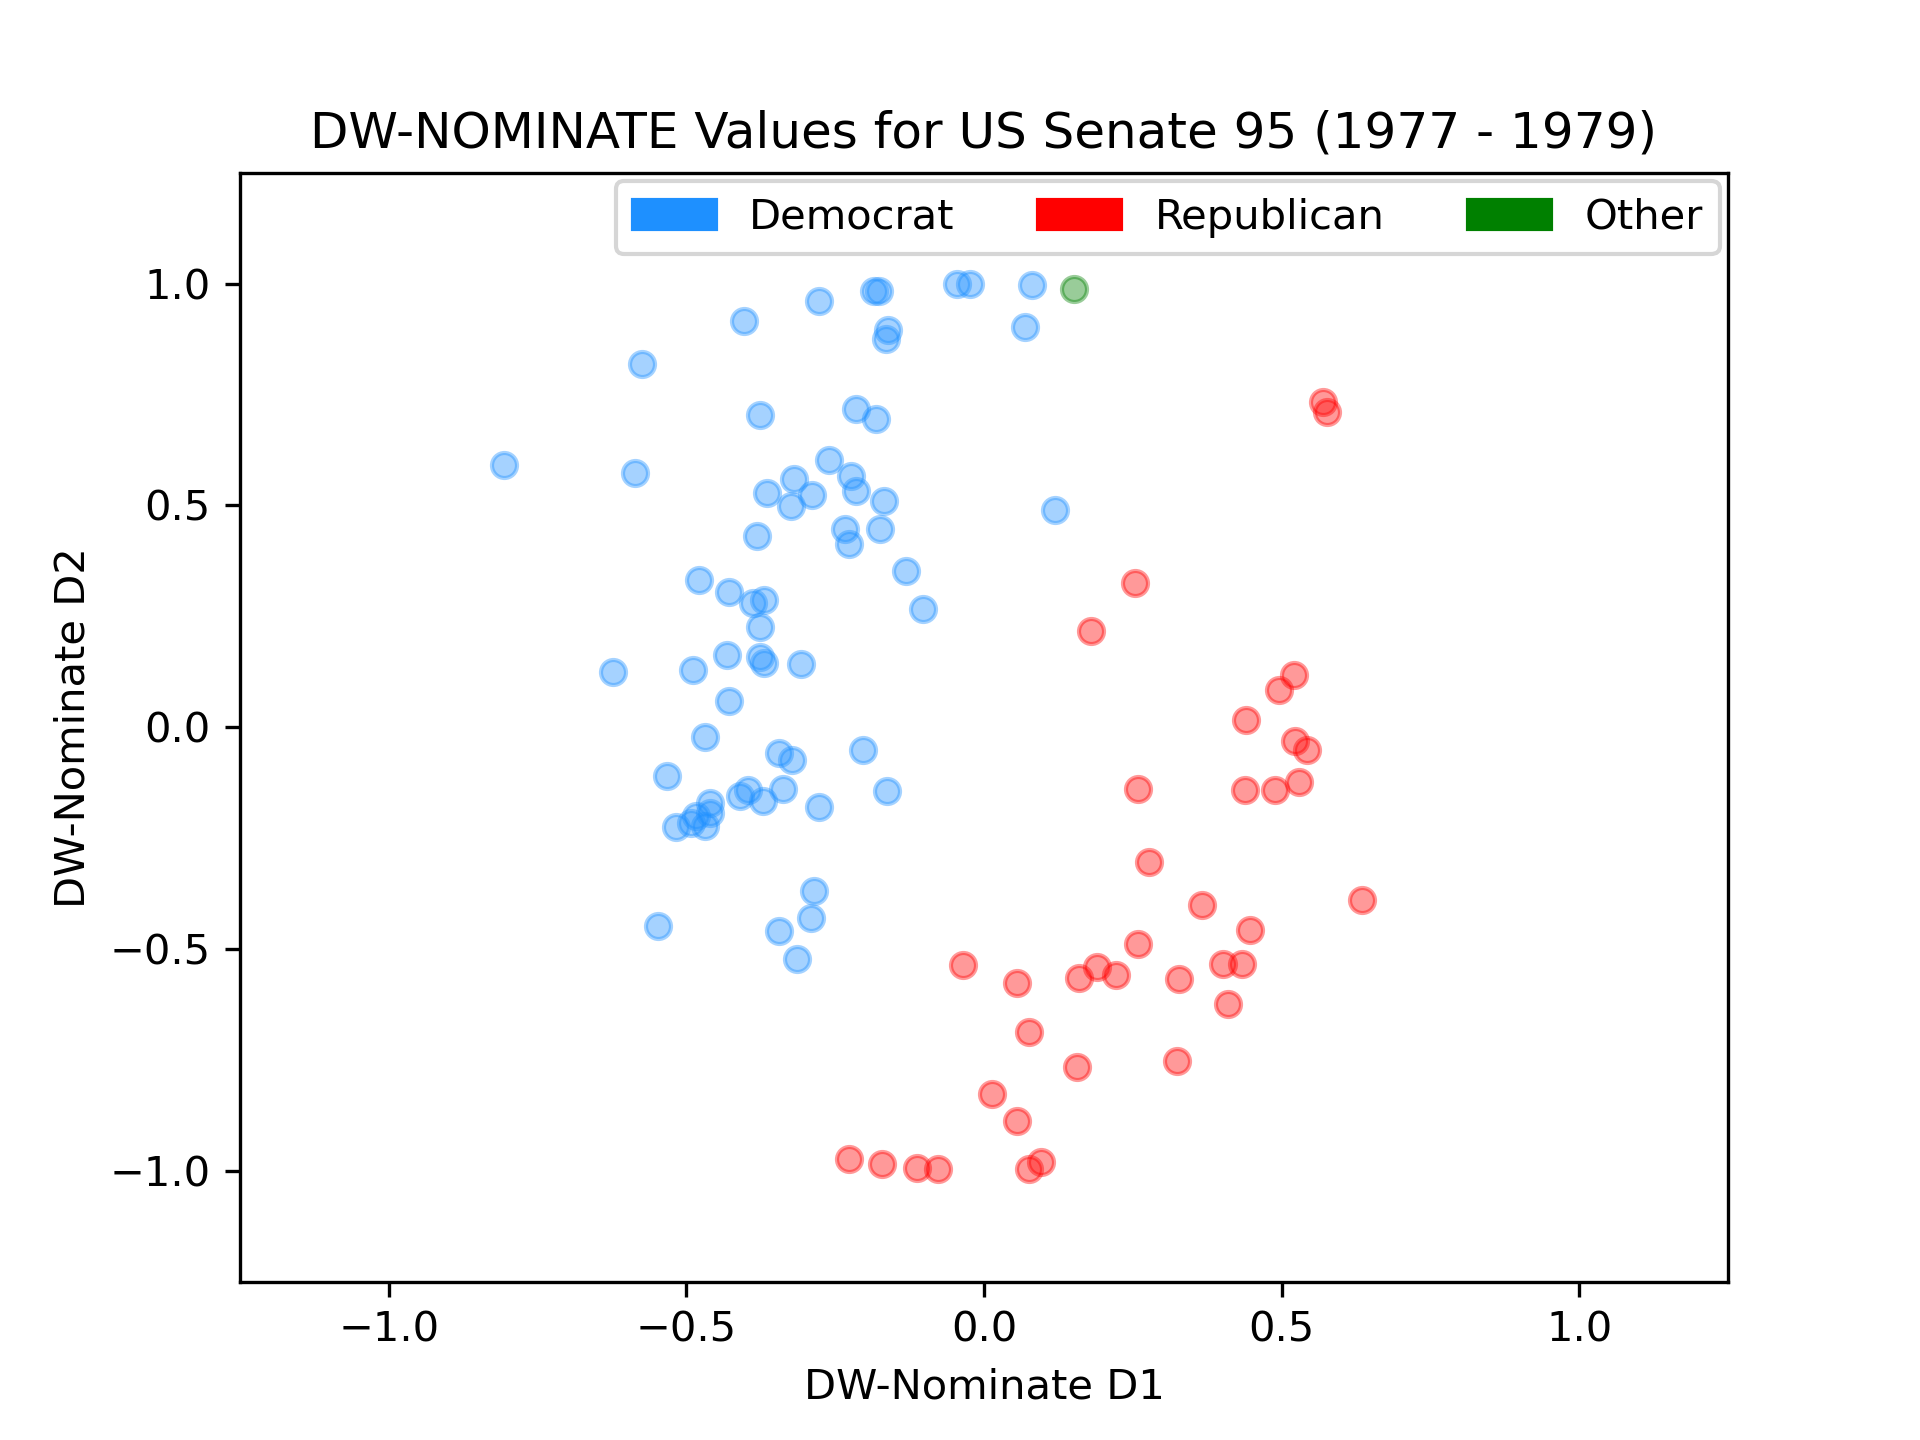 DW-NOMINATE Values for US Senate 95 (1977 - 1979)
Democrat Republican Other
1.0
0.5
0.0
−0.5
−1.0
DW-Nominate D2
−1.0 −0.5 0.0 0.5 1.0
DW-Nominate D1